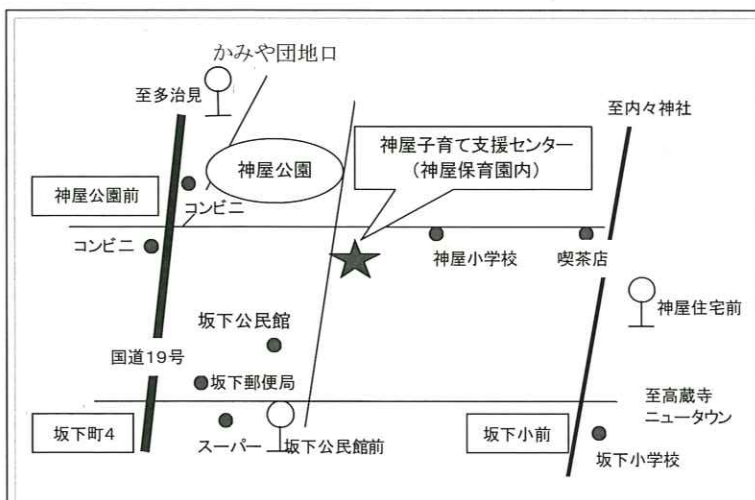 かみや団地口
至多治見
至内々神社
神屋公園
神屋子育て支援センター
（神屋保育園内）
神屋公園前
コンビニ
コンビニ
神屋小学校
喫茶店
神屋住宅前
坂下公民館
国道19号
坂下郵便局
至高蔵寺
ニュータウン
坂下町4
スーパー
坂下公民館前
坂下小前
坂下小学校